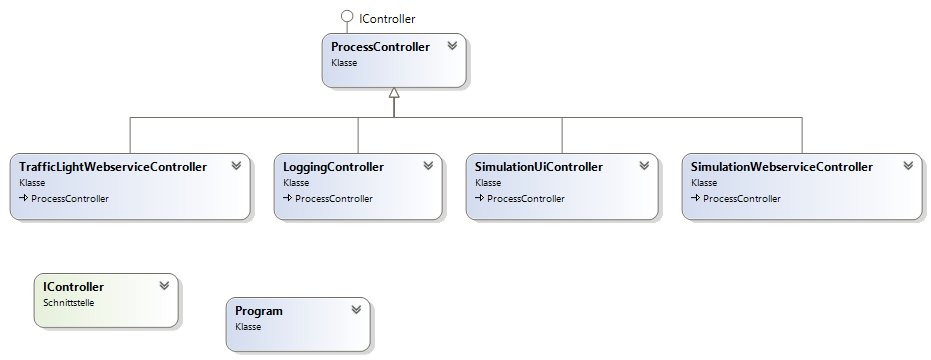 IController
ProcessController
Klasse
TrafficLightWebserviceController
Klasse
ProcessController
LoggingController
Klasse
ProcessController
SimulationUiController
Klasse
ProcessController
SimulationWebserviceController
Klasse
ProcessController
IController
Schnittstelle
Program
Klasse